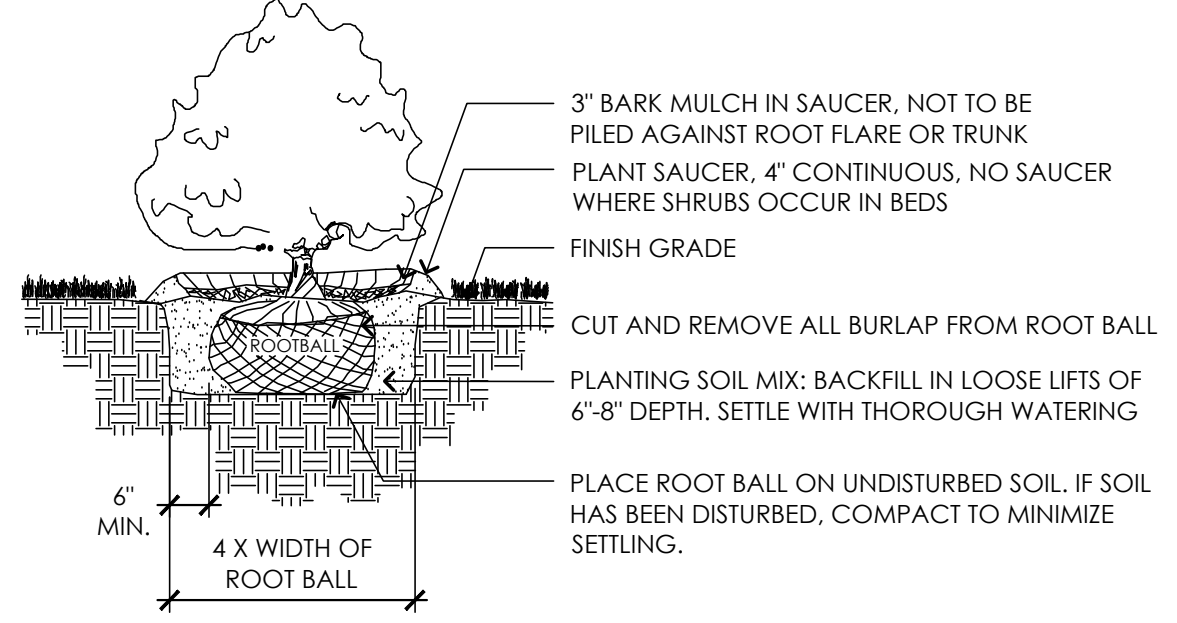 3" BARK MULCH IN SAUCER, NOT TO BE
PILED AGAINST ROOT FLARE OR TRUNK
PLANT SAUCER, 4" CONTINUOUS, NO SAUCER
WHERE SHRUBS OCCUR IN BEDS
FINISH GRADE
CUT AND REMOVE ALL BURLAP FROM ROOT BALL
ROOTBALL
PLANTING SOIL MIX: BACKFILL IN LOOSE LIFTS OF
6"-8" DEPTH. SETTLE WITH THOROUGH WATERING
PLACE ROOT BALL ON UNDISTURBED SOIL. IF SOIL
HAS BEEN DISTURBED, COMPACT TO MINIMIZE
SETTLING.
6"
MIN.
4 X WIDTH OF
ROOT BALL